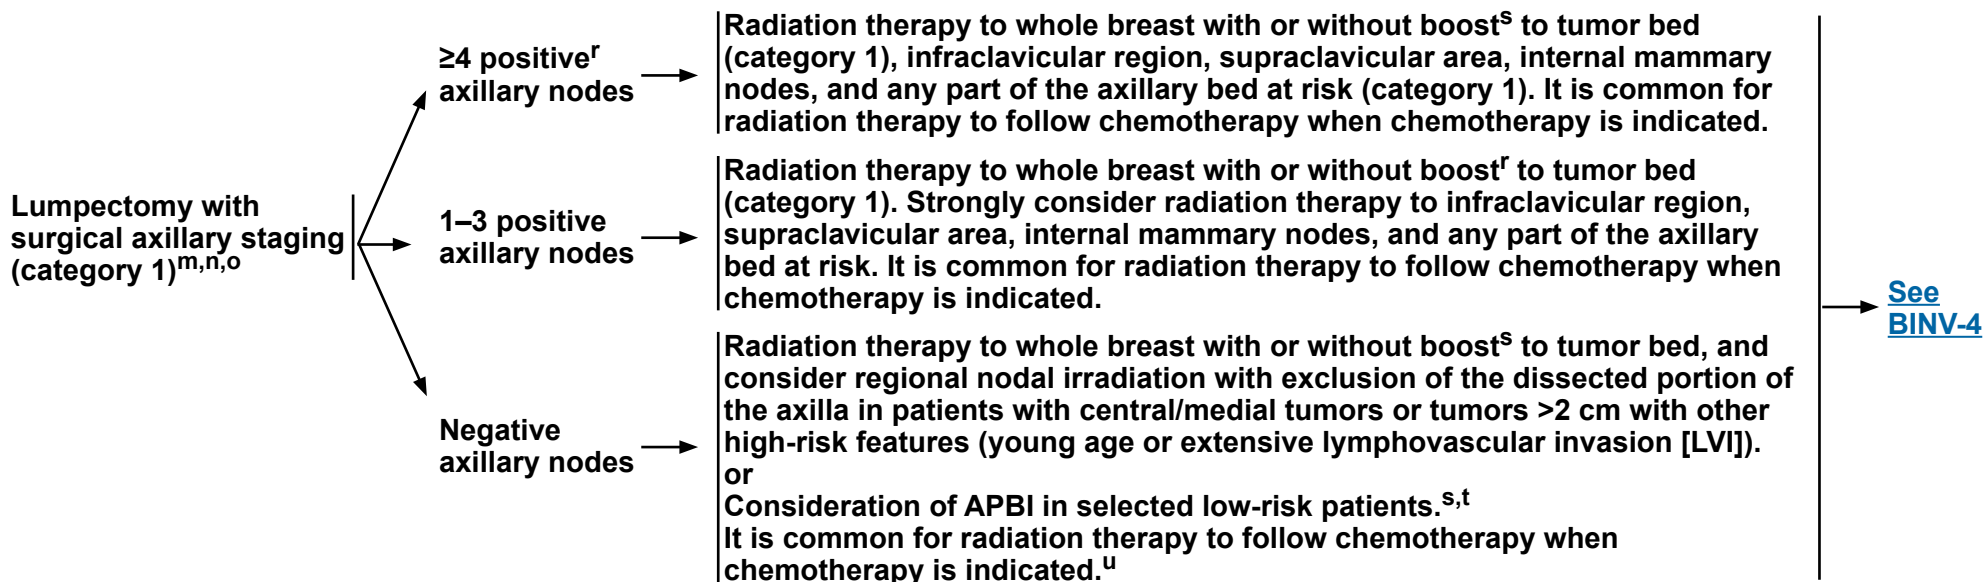 Lumpectomy with
surgical axillary staging
(category 1)m,n,o
≥4 positiver
axillary nodes
Radiation therapy to whole breast with or without boosts to tumor bed
(category 1), infraclavicular region, supraclavicular area, internal mammary
nodes, and any part of the axillary bed at risk (category 1). It is common for
radiation therapy to follow chemotherapy when chemotherapy is indicated.
1–3 positive
axillary nodes
Radiation therapy to whole breast with or without boostr to tumor bed
(category 1). Strongly consider radiation therapy to infraclavicular region,
supraclavicular area, internal mammary nodes, and any part of the axillary
bed at risk. It is common for radiation therapy to follow chemotherapy when
chemotherapy is indicated.
Negative
axillary nodes
Radiation therapy to whole breast with or without boosts to tumor bed, and
consider regional nodal irradiation with exclusion of the dissected portion of
the axilla in patients with central/medial tumors or tumors >2 cm with other
high-risk features (young age or extensive lymphovascular invasion [LVI]).
or
Consideration of APBI in selected low-risk patients.s,t
It is common for radiation therapy to follow chemotherapy when
chemotherapy is indicated.u
See
BINV-4